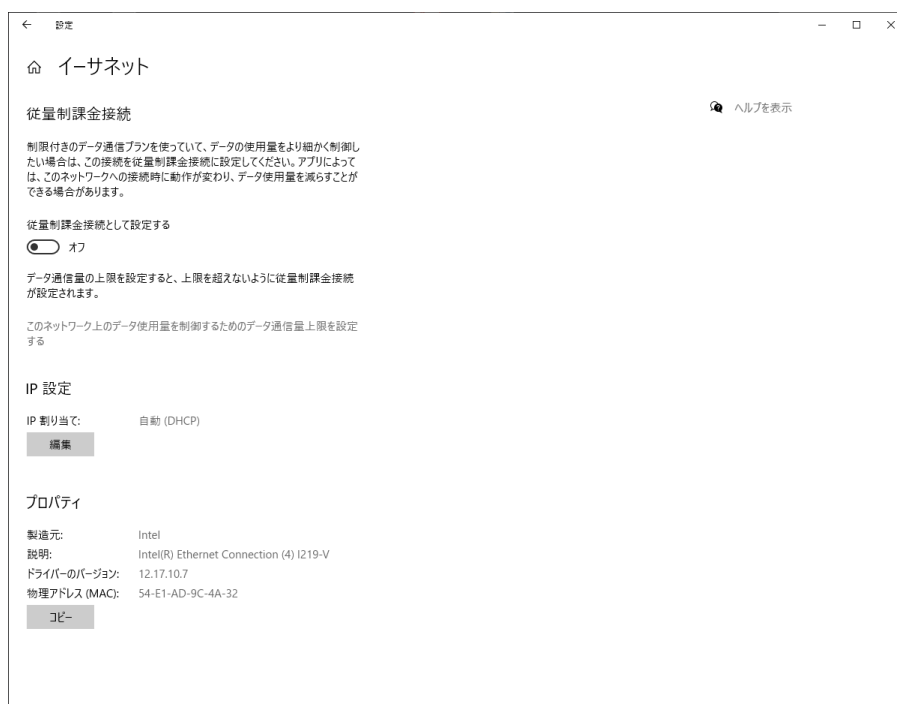 設定
イーサネット
従量制課金接続
ヘルプを表示
制限付きのデータ通信プランを使っていて、データの使用量をより細かく制御し
たい場合は、この接続を従量制課金接続に設定してください。アプリによって
は、このネットワークへの接続時に動作が変わり、データ使用量を減らすことが
できる場合があります。
従量制課金接続として設定する
オフ
データ通信量の上限を設定すると、上限を超えないように従量制課金接続
が設定されます。
このネットワーク上のデータ使用量を制御するためのデータ通信量上限を設定
する
IP 設定
IP 割り当て: 自動 (DHCP)
編集
プロパティ
製造元: Intel
説明: Intel(R) Ethernet Connection (4) I219-V
ドライバーのバージョン: 12.17.10.7
物理アドレス (MAC): 54-E1-AD-9C-4A-32
コピー